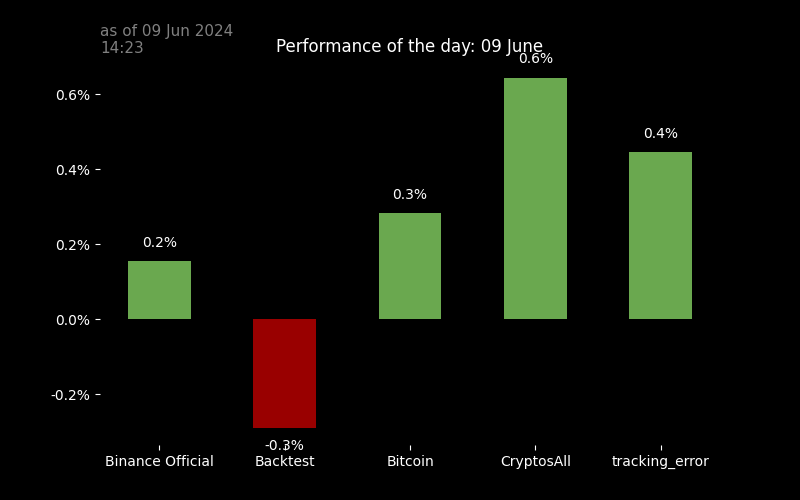 as of 09 Jun 2024
14:23
Performance of the day: 09 June
0.6%
0.6%
0.4%
0.4%
0.3%
0.2%
0.2%
0.0%
-0.2%
-0.3%
Binance Official
Backtest
Bitcoin
CryptosAll
tracking_error